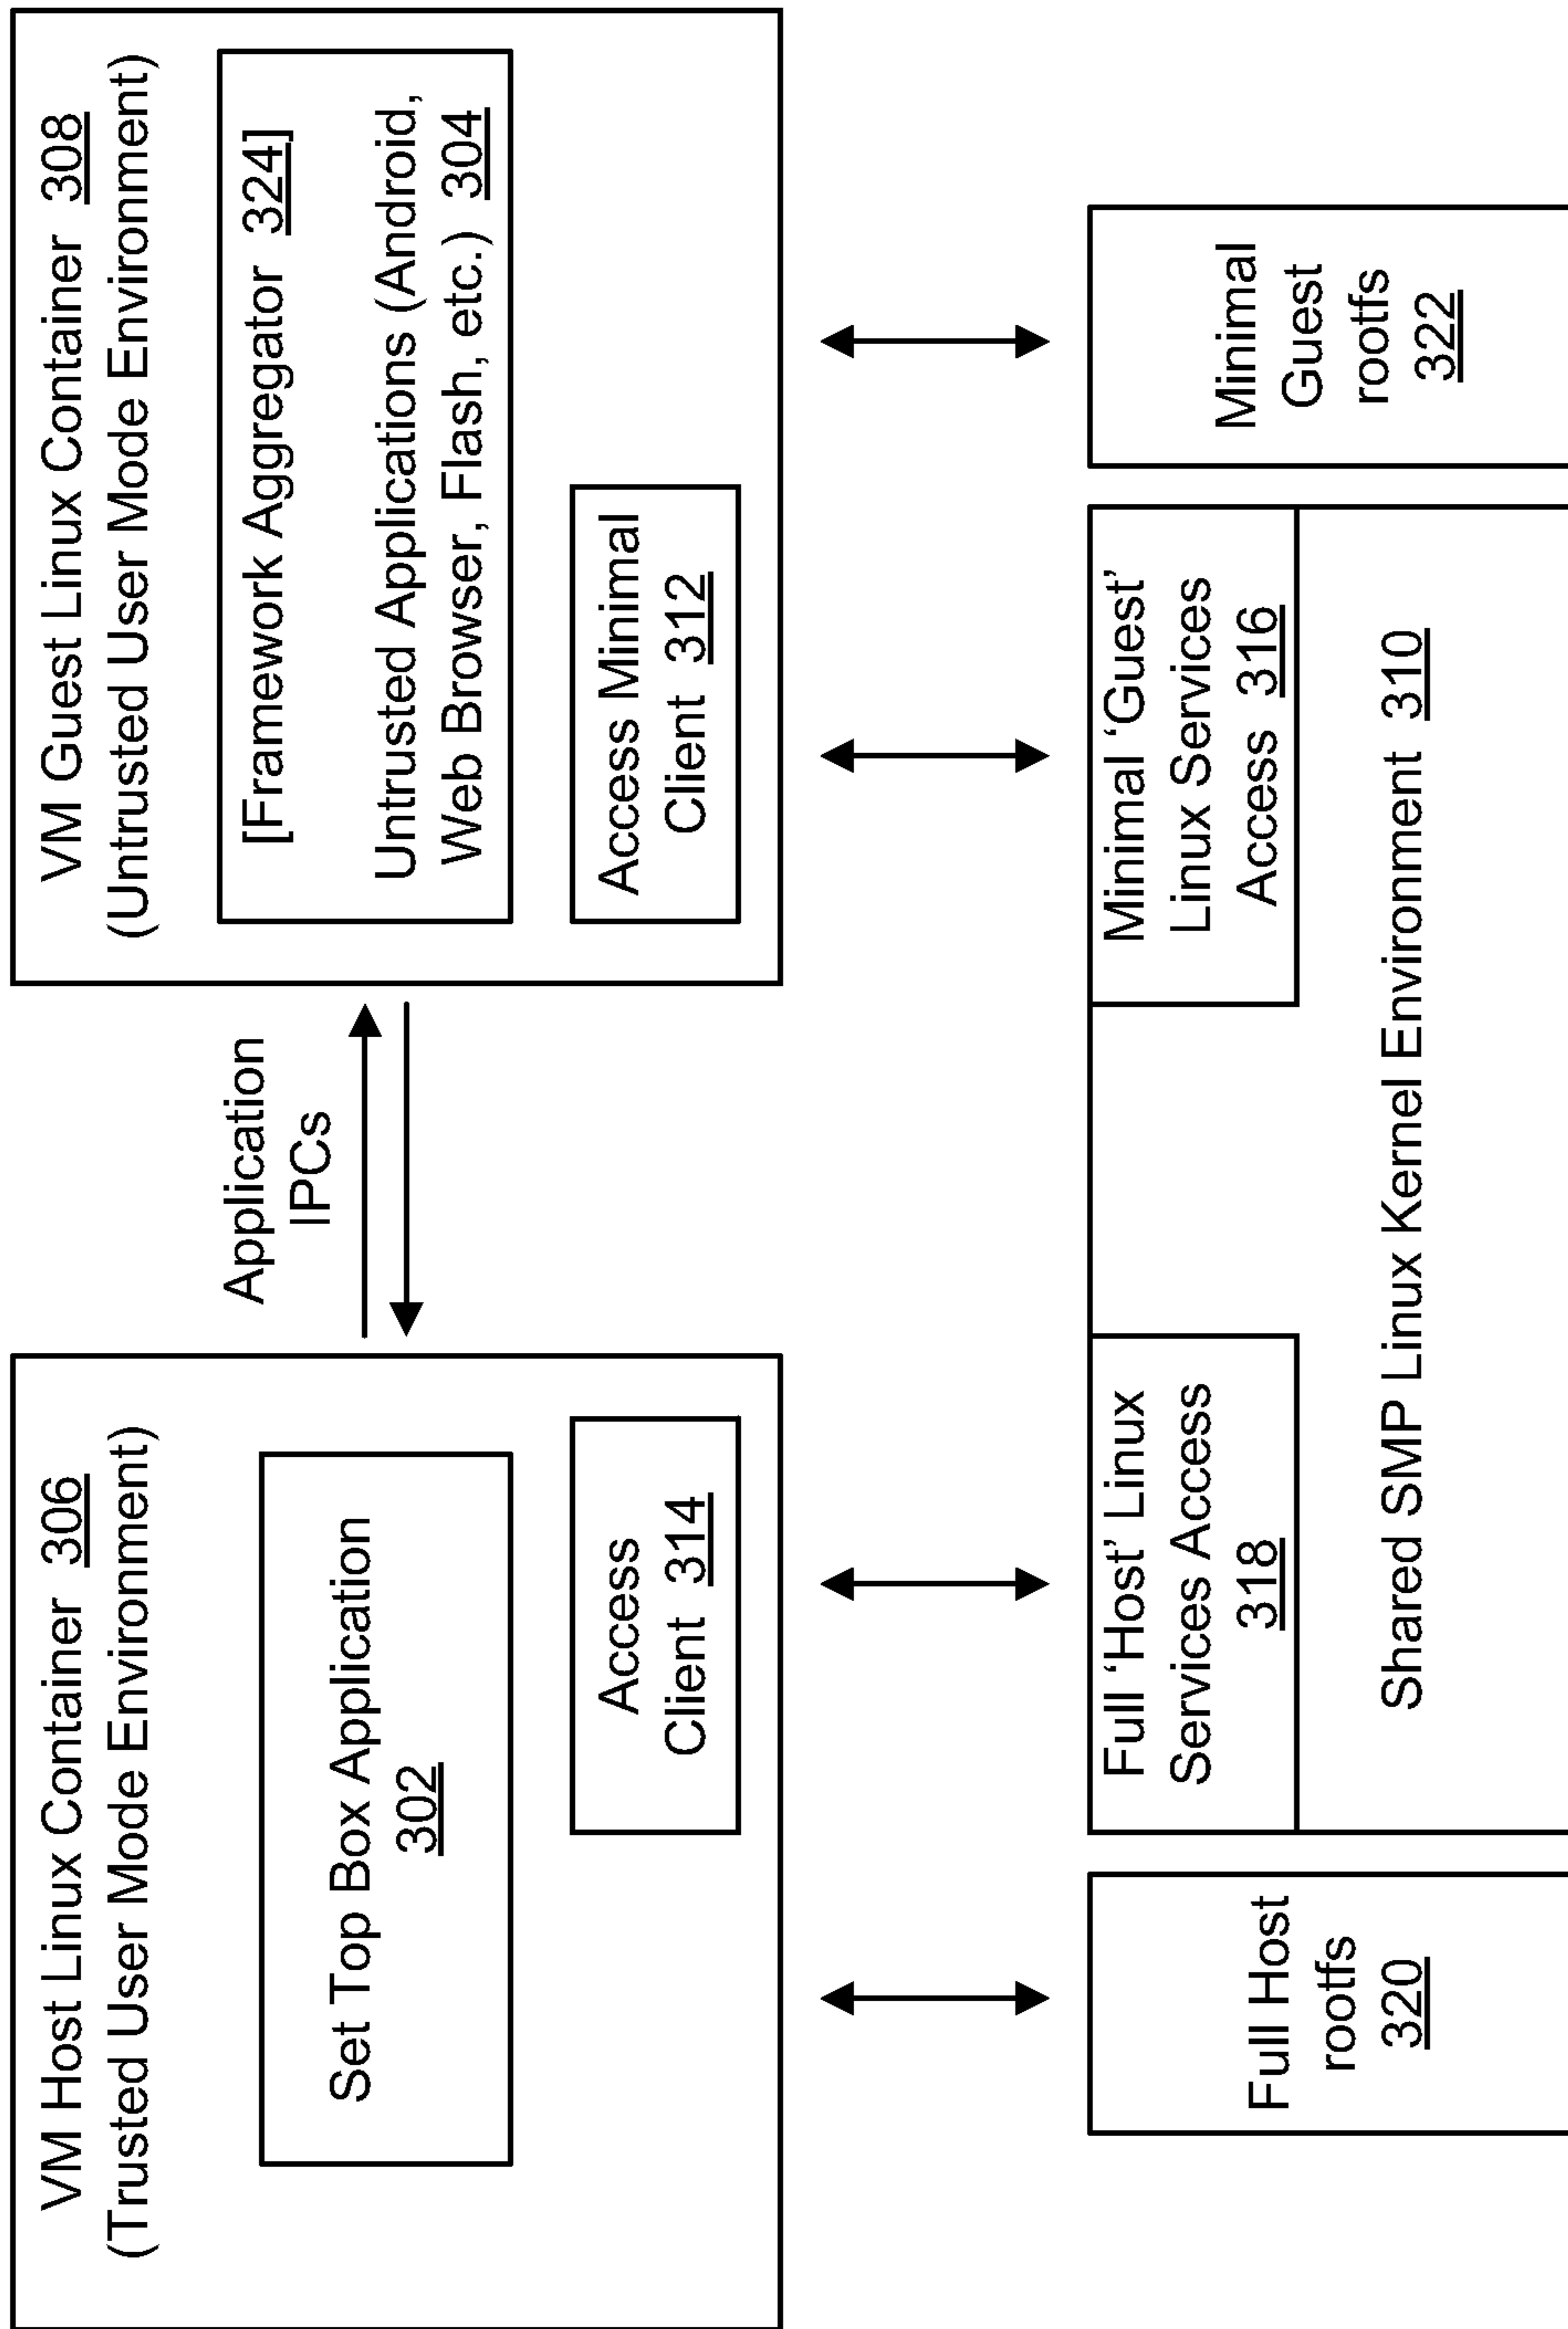 VM Host Linux Container 306
(Trusted User Mode Environment)
Set Top Box Application
302
Access
Client 314
Application
IPCs
VM Guest Linux Container 308
(Untrusted User Mode Environment)
[Framework Aggregator 324]
Untrusted Applications (Android,
Web Browser, Flash, etc.) 304
Access Minimal
Client 312
Full Host
rootfs
320
Full ‘Host’ Linux
Services Access
318
Minimal ‘Guest’
Linux Services
Access 316
Shared SMP Linux Kernel Environment 310
Minimal
Guest
rootfs
322